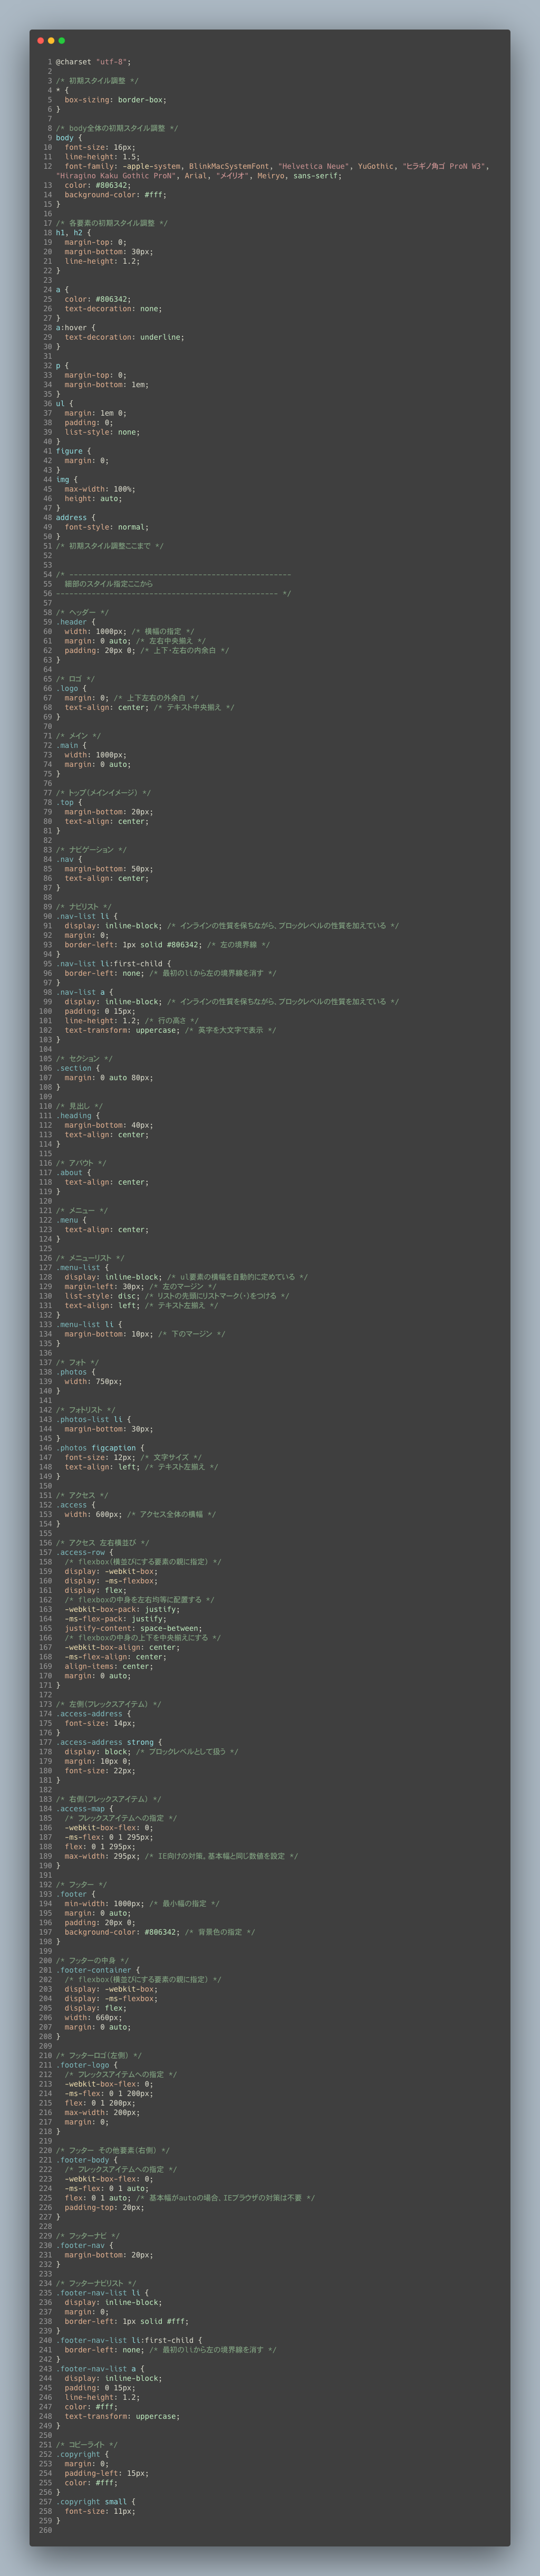 1 @charset "utf-8";
2
3 /* 初期スタイル調整 */
4 * {
5   box-sizing: border-box;
6 }
7
8 /* body全体の初期スタイル調整 */
9 body {
10   font-size: 16px;
11   line-height: 1.5;
12   font-family: -apple-system, BlinkMacSystemFont, "Helvetica Neue", YuGothic, "ヒラギノ角ゴ ProN W3",
"Hiragino Kaku Gothic ProN", Arial, "メイリオ", Meiryo, sans-serif;
13   color: #806342;
14   background-color: #fff;
15 }
16
17 /* 各要素の初期スタイル調整 */
18 h1, h2 {
19   margin-top: 0;
20   margin-bottom: 30px;
21   line-height: 1.2;
22 }
23
24 a {
25   color: #806342;
26   text-decoration: none;
27 }
28 a:hover {
29   text-decoration: underline;
30 }
31
32 p {
33   margin-top: 0;
34   margin-bottom: 1em;
35 }
36 ul {
37   margin: 1em 0;
38   padding: 0;
39   list-style: none;
40 }
41 figure {
42   margin: 0;
43 }
44 img {
45   max-width: 100%;
46   height: auto;
47 }
48 address {
49   font-style: normal;
50 }
51 /* 初期スタイル調整ここまで */
52
53
54 /* --------------------------------------------------
55   細部のスタイル指定ここから
56 -------------------------------------------------- */
57
58 /* ヘッダー */
59 .header {
60   width: 1000px; /* 横幅の指定 */
61   margin: 0 auto; /* 左右中央揃え */
62   padding: 20px 0; /* 上下・左右の内余白 */
63 }
64
65 /* ロゴ */
66 .logo {
67   margin: 0; /* 上下左右の外余白 */
68   text-align: center; /* テキスト中央揃え */
69 }
70
71 /* メイン */
72 .main {
73   width: 1000px;
74   margin: 0 auto;
75 }
76
77 /* トップ（メインイメージ） */
78 .top {
79   margin-bottom: 20px;
80   text-align: center;
81 }
82
83 /* ナビゲーション */
84 .nav {
85   margin-bottom: 50px;
86   text-align: center;
87 }
88
89 /* ナビリスト */
90 .nav-list li {
91   display: inline-block; /* インラインの性質を保ちながら、ブロックレベルの性質を加えている */
92   margin: 0;
93   border-left: 1px solid #806342; /* 左の境界線 */
94 }
95 .nav-list li:first-child {
96   border-left: none; /* 最初のliから左の境界線を消す */
97 }
98 .nav-list a {
99   display: inline-block; /* インラインの性質を保ちながら、ブロックレベルの性質を加えている */
100   padding: 0 15px;
101   line-height: 1.2; /* 行の高さ */
102   text-transform: uppercase; /* 英字を大文字で表示 */
103 }
104
105 /* セクション */
106 .section {
107   margin: 0 auto 80px;
108 }
109
110 /* 見出し */
111 .heading {
112   margin-bottom: 40px;
113   text-align: center;
114 }
115
116 /* アバウト */
117 .about {
118   text-align: center;
119 }
120
121 /* メニュー */
122 .menu {
123   text-align: center;
124 }
125
126 /* メニューリスト */
127 .menu-list {
128   display: inline-block; /* ul要素の横幅を自動的に定めている */
129   margin-left: 30px; /* 左のマージン */
130   list-style: disc; /* リストの先頭にリストマーク（・）をつける */
131   text-align: left; /* テキスト左揃え */
132 }
133 .menu-list li {
134   margin-bottom: 10px; /* 下のマージン */
135 }
136
137 /* フォト */
138 .photos {
139   width: 750px;
140 }
141
142 /* フォトリスト */
143 .photos-list li {
144   margin-bottom: 30px;
145 }
146 .photos figcaption {
147   font-size: 12px; /* 文字サイズ */
148   text-align: left; /* テキスト左揃え */
149 }
150
151 /* アクセス */
152 .access {
153   width: 600px; /* アクセス全体の横幅 */
154 }
155
156 /* アクセス 左右横並び */
157 .access-row {
158   /* flexbox（横並びにする要素の親に指定） */
159   display: -webkit-box;
160   display: -ms-flexbox;
161   display: flex;
162   /* flexboxの中身を左右均等に配置する */
163   -webkit-box-pack: justify;
164   -ms-flex-pack: justify;
165   justify-content: space-between;
166   /* flexboxの中身の上下を中央揃えにする */
167   -webkit-box-align: center;
168   -ms-flex-align: center;
169   align-items: center;
170   margin: 0 auto;
171 }
172
173 /* 左側（フレックスアイテム） */
174 .access-address {
175   font-size: 14px;
176 }
177 .access-address strong {
178   display: block; /* ブロックレベルとして扱う */
179   margin: 10px 0;
180   font-size: 22px;
181 }
182
183 /* 右側（フレックスアイテム） */
184 .access-map {
185   /* フレックスアイテムへの指定 */
186   -webkit-box-flex: 0;
187   -ms-flex: 0 1 295px;
188   flex: 0 1 295px;
189   max-width: 295px; /* IE向けの対策、基本幅と同じ数値を設定 */
190 }
191
192 /* フッター */
193 .footer {
194   min-width: 1000px; /* 最小幅の指定 */
195   margin: 0 auto;
196   padding: 20px 0;
197   background-color: #806342; /* 背景色の指定 */
198 }
199
200 /* フッターの中身 */
201 .footer-container {
202   /* flexbox（横並びにする要素の親に指定） */
203   display: -webkit-box;
204   display: -ms-flexbox;
205   display: flex;
206   width: 660px;
207   margin: 0 auto;
208 }
209
210 /* フッターロゴ（左側） */
211 .footer-logo {
212   /* フレックスアイテムへの指定 */
213   -webkit-box-flex: 0;
214   -ms-flex: 0 1 200px;
215   flex: 0 1 200px;
216   max-width: 200px;
217   margin: 0;
218 }
219
220 /* フッター その他要素（右側） */
221 .footer-body {
222   /* フレックスアイテムへの指定 */
223   -webkit-box-flex: 0;
224   -ms-flex: 0 1 auto;
225   flex: 0 1 auto; /* 基本幅がautoの場合、IEブラウザの対策は不要 */
226   padding-top: 20px;
227 }
228
229 /* フッターナビ */
230 .footer-nav {
231   margin-bottom: 20px;
232 }
233
234 /* フッターナビリスト */
235 .footer-nav-list li {
236   display: inline-block;
237   margin: 0;
238   border-left: 1px solid #fff;
239 }
240 .footer-nav-list li:first-child {
241   border-left: none; /* 最初のliから左の境界線を消す */
242 }
243 .footer-nav-list a {
244   display: inline-block;
245   padding: 0 15px;
246   line-height: 1.2;
247   color: #fff;
248   text-transform: uppercase;
249 }
250
251 /* コピーライト */
252 .copyright {
253   margin: 0;
254   padding-left: 15px;
255   color: #fff;
256 }
257 .copyright small {
258   font-size: 11px;
259 }
260